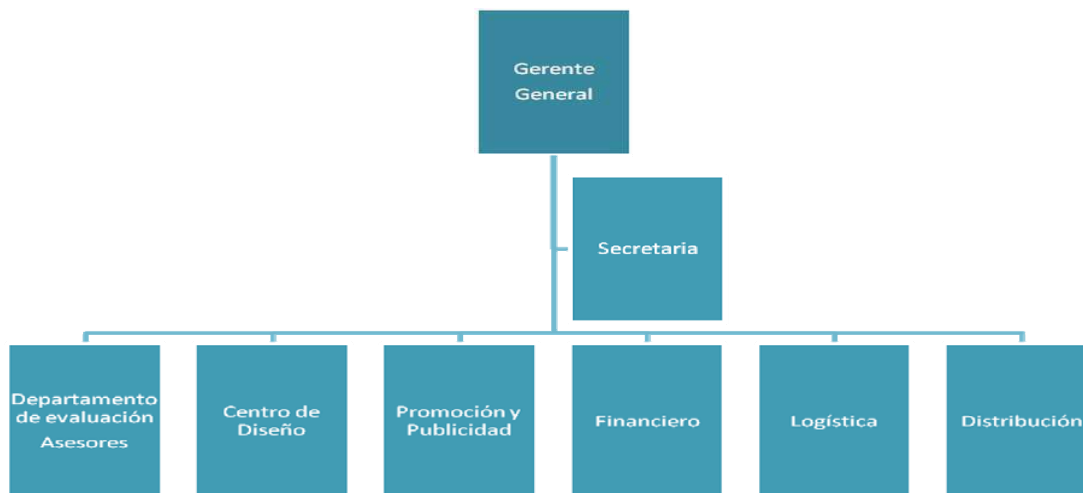 Gerente
General
Secretaria
Departamento
de evaluación
Asesores
Centro de
Diseño
Promoción y
Publicidad
Financiero
Logística
Distribución